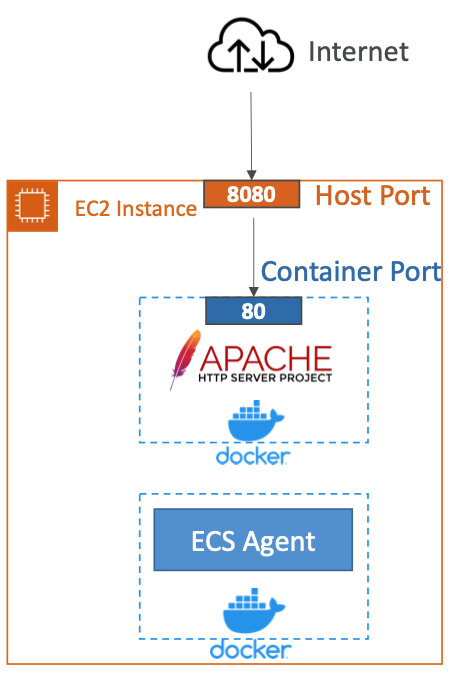 Internet
8080
Host Port
EC2 Instance
Container Port
80
APACHE
HTTP SERVER PROJECT
docker
ECS Agent
docker